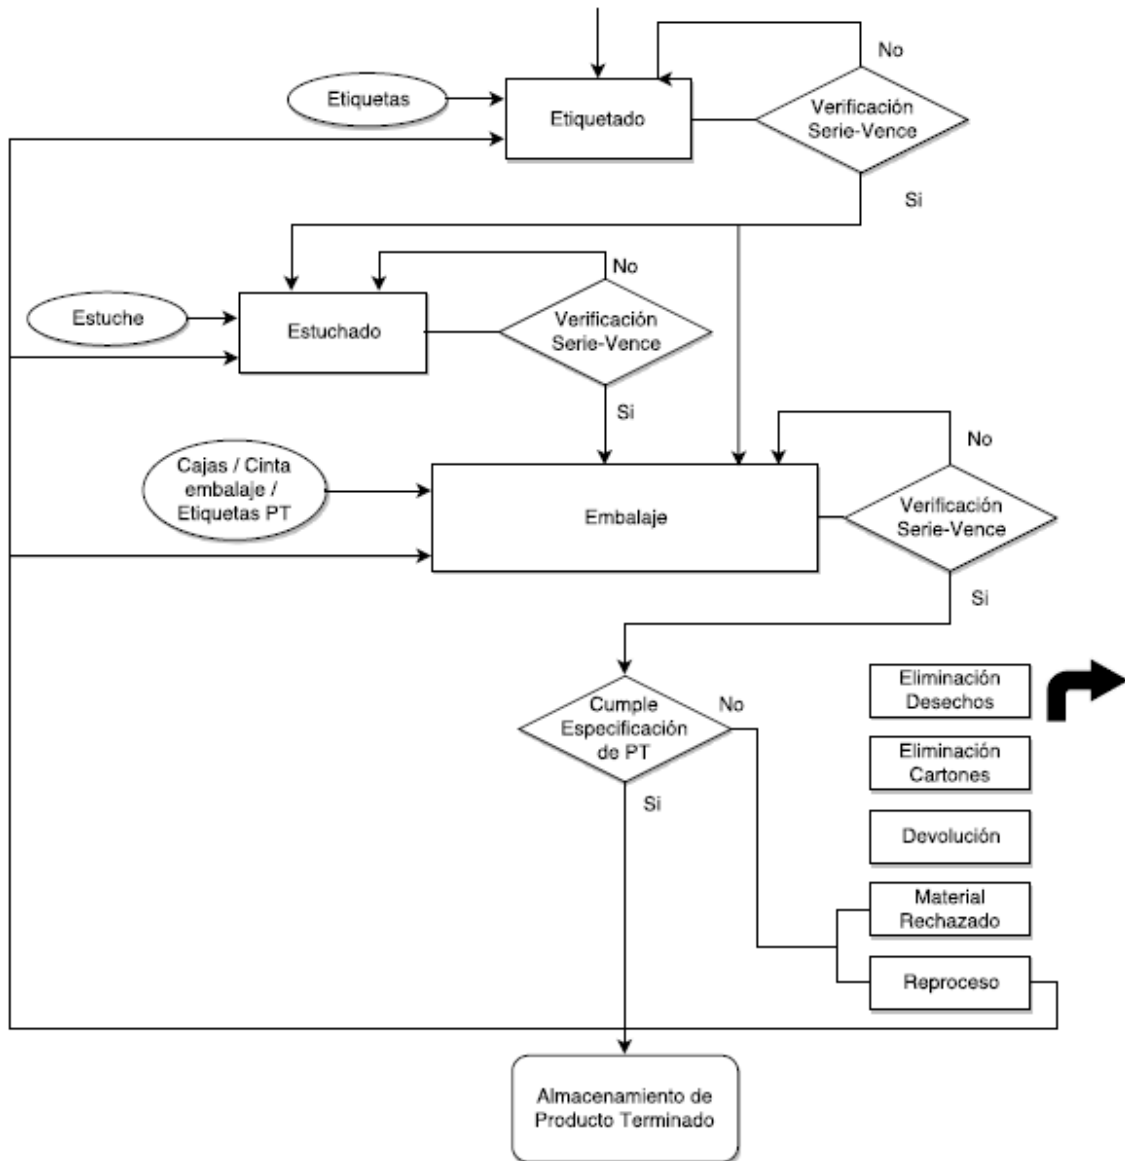 No
Etiquetas
Etiquetado
Verificación
Serie-Vence
Si
No
Estuche
Estuchado
Verificación
Serie-Vence
Si
No
Cajas / Cinta
embalaje /
Etiquetas PT
Embalaje
Verificación
Serie-Vence
Si
Cumple
Especificación
de PT
No
Si
Eliminación
Desechos
Eliminación
Cartones
Devolución
Material
Rechazado
Reproceso
Almacenamiento de
Producto Terminado